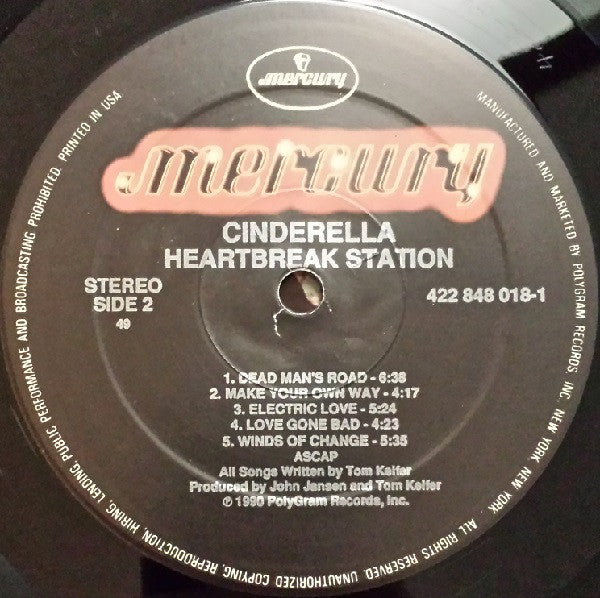 mercury
mercury
CINDERELLA
HEARTBREAK STATION
STEREO
SIDE 2
49
422 848 018-1
1. DEAD MAN'S ROAD - 6:38
2. MAKE YOUR OWN WAY - 4:17
3. ELECTRIC LOVE - 5:24
4. LOVE GONE BAD - 4:23
5. WINDS OF CHANGE - 5:35
ASCAP
All Songs Written by Tom Keifer
Produced by John Jansen and Tom Keifer
℗ 1990 PolyGram Records, Inc.
MANUFACTURED AND MARKETED BY POLYGRAM RECORDS INC. NEW YORK, NEW YORK. ALL RIGHTS RESERVED. UNAUTHORIZED COPYING, REPRODUCTION, HIRING, LENDING, PUBLIC PERFORMANCE AND BROADCASTING PROHIBITED. PRINTED IN USA